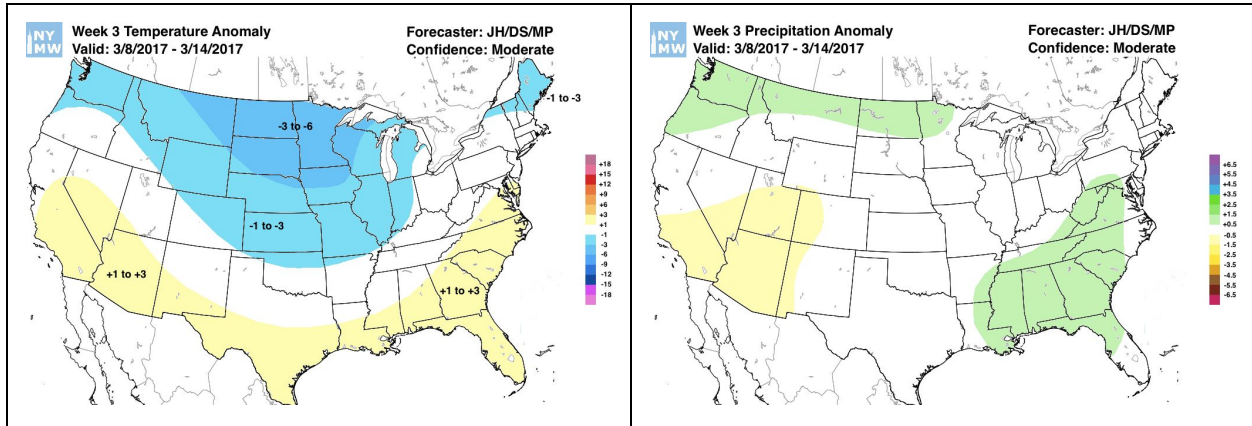 NY
MW
Week 3 Temperature Anomaly
Valid: 3/8/2017 - 3/14/2017
Forecaster: JH/DS/MP
Confidence: Moderate
-1 to -3
-3 to -6
-1 to -3
+1 to +3
+1 to +3
+18
+15
+12
+9
+6
+3
+1
-1
-3
-6
-9
-12
-15
-18
NY
MW
Week 3 Precipitation Anomaly
Valid: 3/8/2017 - 3/14/2017
Forecaster: JH/DS/MP
Confidence: Moderate
+6.5
+5.5
+4.5
+3.5
+2.5
+1.5
+0.5
-0.5
-1.5
-2.5
-3.5
-4.5
-5.5
-6.5